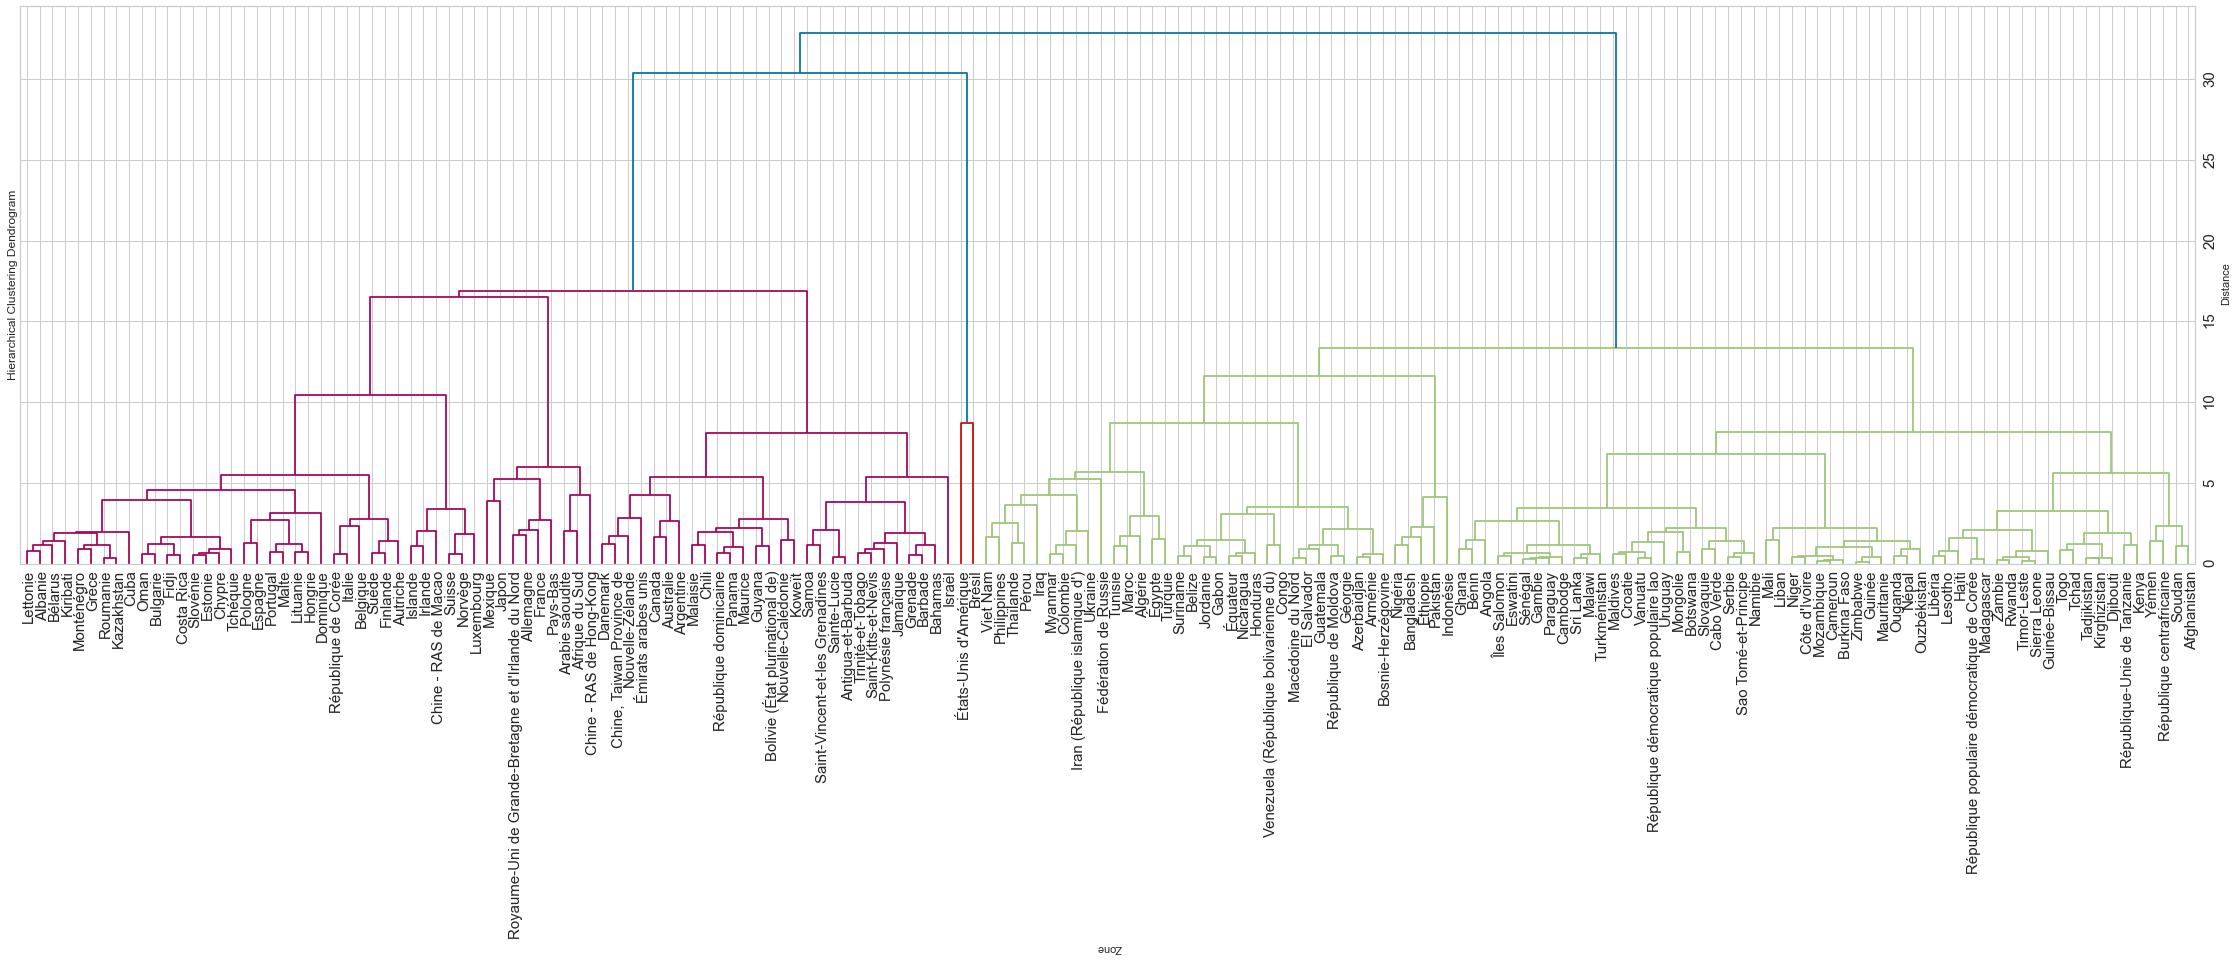 Hierarchical Clustering Dendrogram
30
25
20
15
10
5
0
Distance
Lettonie
Albanie
Bélarus
Kiribati
Monténégro
Grèce
Roumanie
Kazakhstan
Cuba
Oman
Bulgarie
Fidji
Costa Rica
Slovénie
Estonie
Chypre
Tchéquie
Pologne
Espagne
Portugal
Malte
Lituanie
Hongrie
Dominique
République de Corée
Italie
Belgique
Suède
Finlande
Autriche
Islande
Irlande
Chine - RAS de Macao
Suisse
Norvège
Luxembourg
Mexique
Japon
Royaume-Uni de Grande-Bretagne et d'Irlande du Nord
Allemagne
France
Pays-Bas
Arabie saoudite
Afrique du Sud
Chine - RAS de Hong-Kong
Danemark
Chine, Taiwan Province de
Nouvelle-Zélande
Émirats arabes unis
Canada
Australie
Argentine
Malaisie
Chili
République dominicaine
Panama
Maurice
Guyana
Bolivie (État plurinational de)
Nouvelle-Calédonie
Koweït
Samoa
Saint-Vincent-et-les Grenadines
Sainte-Lucie
Antigua-et-Barbuda
Trinité-et-Tobago
Saint-Kitts-et-Nevis
Polynésie française
Jamaïque
Grenade
Barbade
Bahamas
Israël
États-Unis d'Amérique
Brésil
Viet Nam
Philippines
Thaïlande
Pérou
Iraq
Myanmar
Colombie
Iran (République islamique d')
Ukraine
Fédération de Russie
Tunisie
Maroc
Algérie
Égypte
Turquie
Suriname
Belize
Jordanie
Gabon
Équateur
Nicaragua
Honduras
Venezuela (République bolivarienne du)
Congo
Macédoine du Nord
El Salvador
Guatemala
République de Moldova
Géorgie
Azerbaïdjan
Arménie
Bosnie-Herzégovine
Nigéria
Bangladesh
Éthiopie
Pakistan
Indonésie
Ghana
Bénin
Angola
Îles Salomon
Eswatini
Sénégal
Gambie
Paraguay
Cambodge
Sri Lanka
Malawi
Turkménistan
Maldives
Croatie
Vanuatu
République démocratique populaire lao
Uruguay
Mongolie
Botswana
Slovaquie
Cabo Verde
Serbie
Sao Tomé-et-Principe
Namibie
Mali
Liban
Niger
Côte d'Ivoire
Mozambique
Cameroun
Burkina Faso
Zimbabwe
Guinée
Mauritanie
Ouganda
Népal
Ouzbékistan
Libéria
Lesotho
Haïti
République populaire démocratique de Corée
Madagascar
Zambie
Rwanda
Timor-Leste
Sierra Leone
Guinée-Bissau
Togo
Tchad
Tadjikistan
Kirghizistan
Djibouti
République-Unie de Tanzanie
Kenya
Yémen
République centrafricaine
Soudan
Afghanistan
Zone